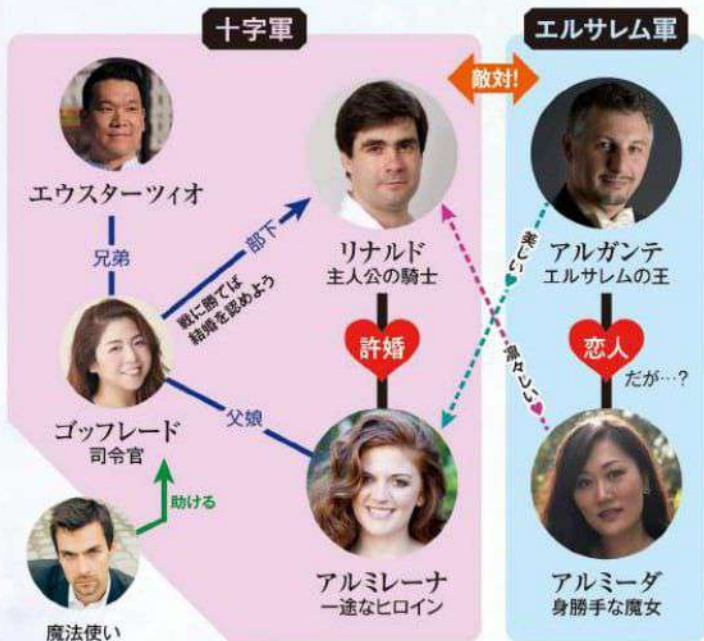 十字軍
エルサレム軍
敵対!
エウスターツィオ
兄弟
部下
戦に勝てば
結婚を認めよう
リナルド
主人公の騎士
美しい♥
アルガンテ
エルサレムの王
許婚
凛々しい♥
恋人
だが…?
ゴッフレード
司令官
父娘
助ける
アルミレーナ
一途なヒロイン
アルミーダ
身勝手な魔女
魔法使い